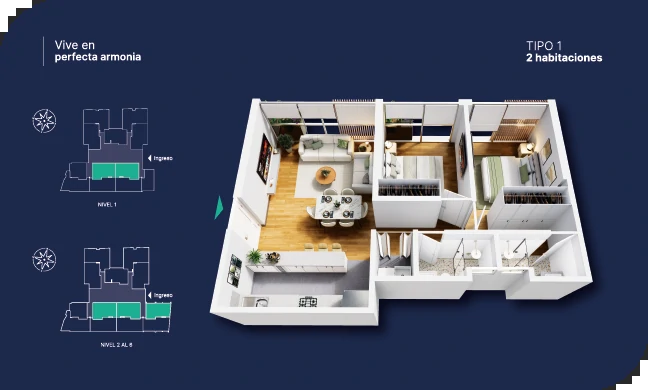 Vive en
perfecta armonia
TIPO 1
2 habitaciones
Ingreso
NIVEL 1
Ingreso
NIVEL 2 AL 6